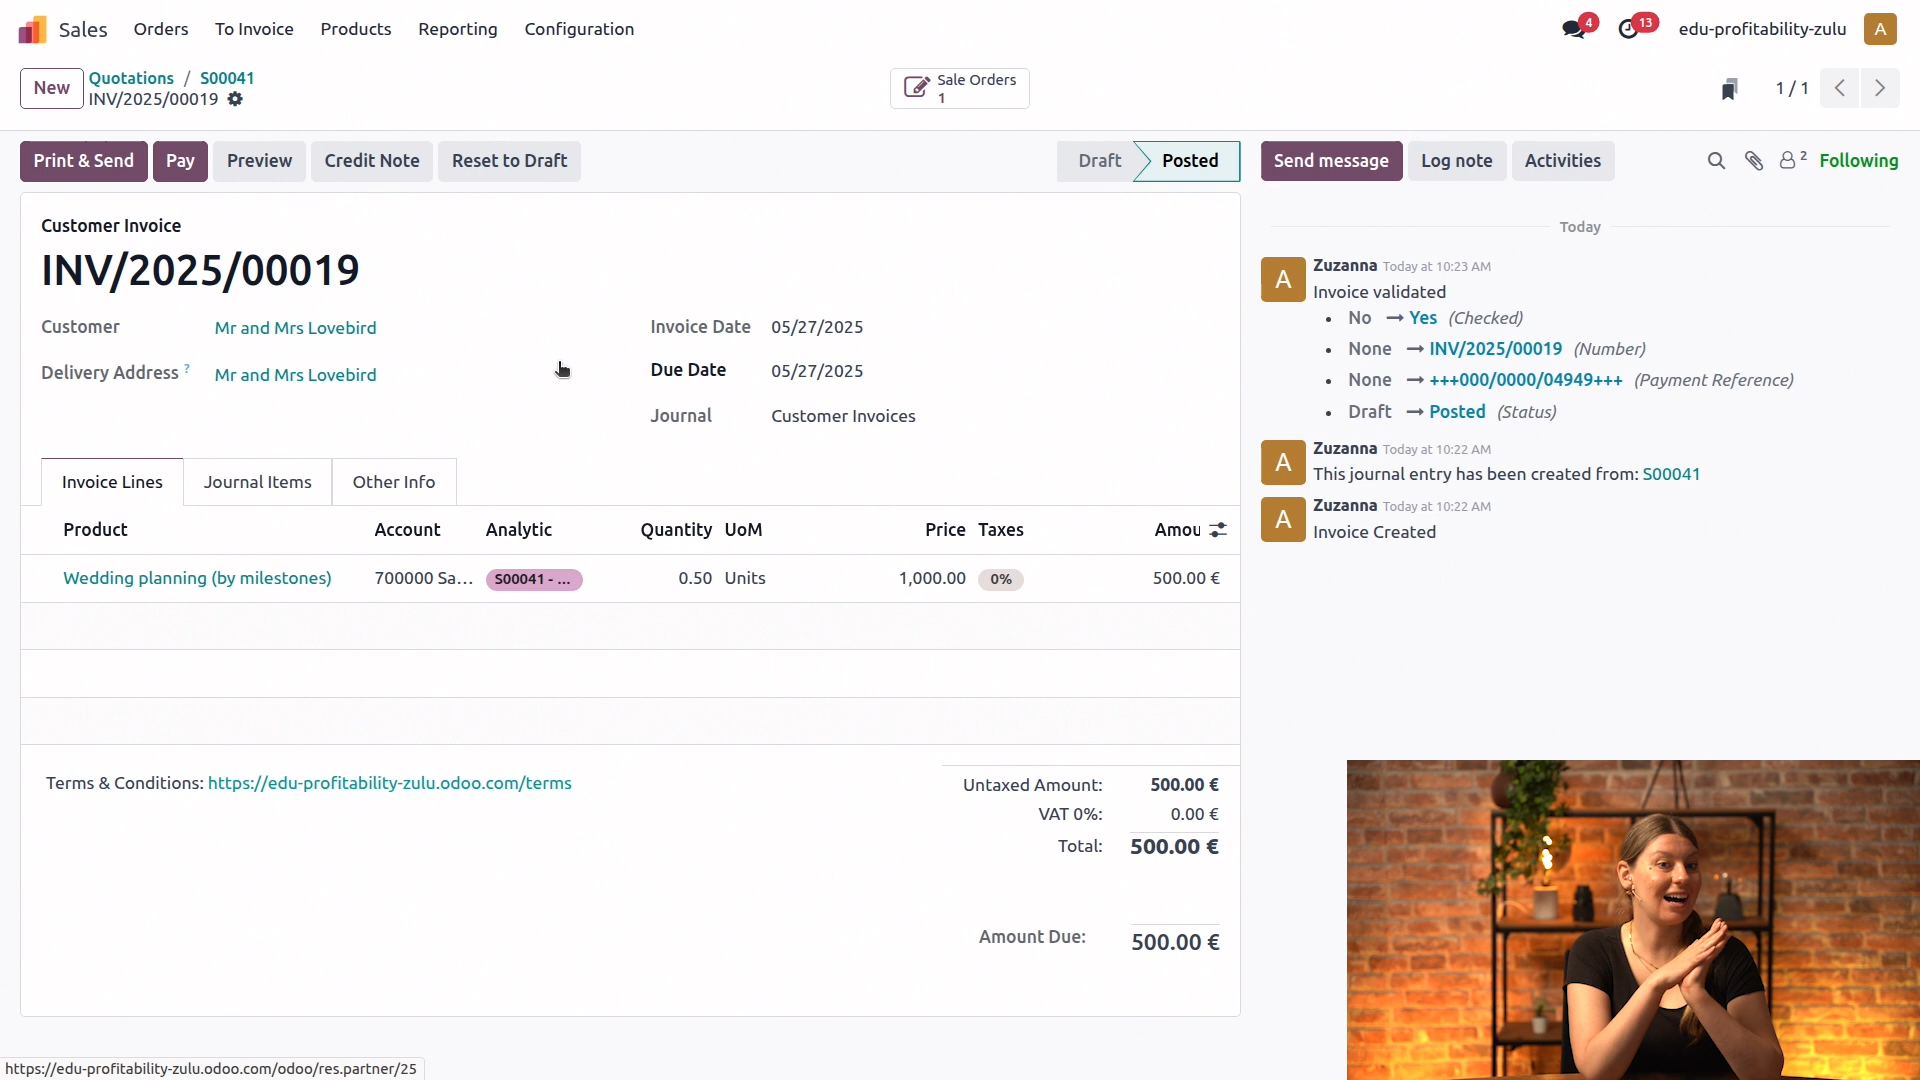 Sales Orders To Invoice Products Reporting Configuration 4 13 edu-profitability-zulu A
New Quotations / S00041
INV/2025/00019
Sale Orders
1
1 / 1
Print & Send Pay Preview Credit Note Reset to Draft Draft Posted
Send message Log note Activities 2 Following
Customer Invoice
INV/2025/00019
Customer Mr and Mrs Lovebird
Delivery Address ? Mr and Mrs Lovebird
Invoice Date 05/27/2025
Due Date 05/27/2025
Journal Customer Invoices
Invoice Lines Journal Items Other Info
Product Account Analytic Quantity UoM Price Taxes Amou
Wedding planning (by milestones) 700000 Sa... S00041 - ... 0.50 Units 1,000.00 0% 500.00 €
Terms & Conditions: https://edu-profitability-zulu.odoo.com/terms
Untaxed Amount: 500.00 €
VAT 0%: 0.00 €
Total: 500.00 €
Amount Due: 500.00 €
Today
A Zuzanna Today at 10:23 AM
Invoice validated
• No → Yes (Checked)
• None → INV/2025/00019 (Number)
• None → +++000/0000/04949+++ (Payment Reference)
• Draft → Posted (Status)
A Zuzanna Today at 10:22 AM
This journal entry has been created from: S00041
A Zuzanna Today at 10:22 AM
Invoice Created
https://edu-profitability-zulu.odoo.com/odoo/res.partner/25